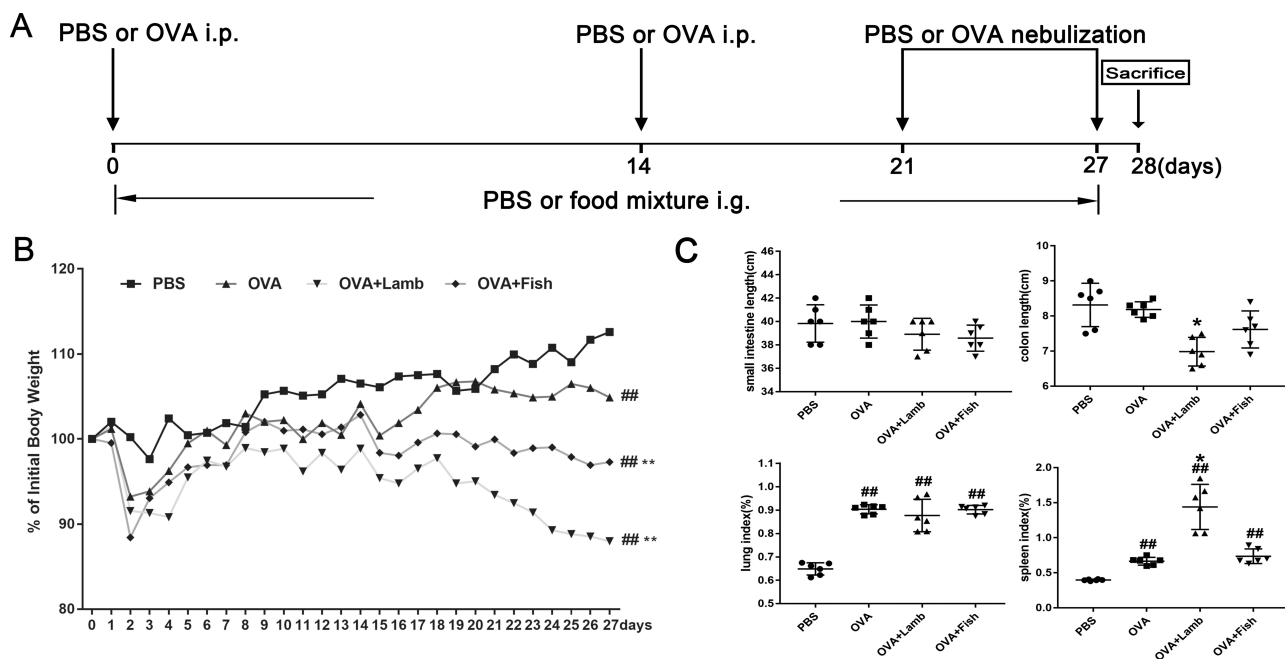 A
PBS or OVA i.p.
PBS or OVA i.p.
PBS or OVA nebulization
Sacrifice
0
14
21
27
28(days)
PBS or food mixture i.g.
B
120
110
100
90
80
% of Initial Body Weight
PBS
OVA
OVA+Lamb
OVA+Fish
##
## **
## **
0 1 2 3 4 5 6 7 8 9 10 11 12 13 14 15 16 17 18 19 20 21 22 23 24 25 26 27days
C
small intestine length(cm)
46
44
42
40
38
36
34
PBS
OVA
OVA+Lamb
OVA+Fish
colon length(cm)
10
9
8
7
6
*
PBS
OVA
OVA+Lamb
OVA+Fish
lung index(%)
1.1
1.0
0.9
0.8
0.7
0.6
0.5
##
##
##
PBS
OVA
OVA+Lamb
OVA+Fish
spleen index(%)
2.0
1.5
1.0
0.5
0.0
##
*
##
##
PBS
OVA
OVA+Lamb
OVA+Fish